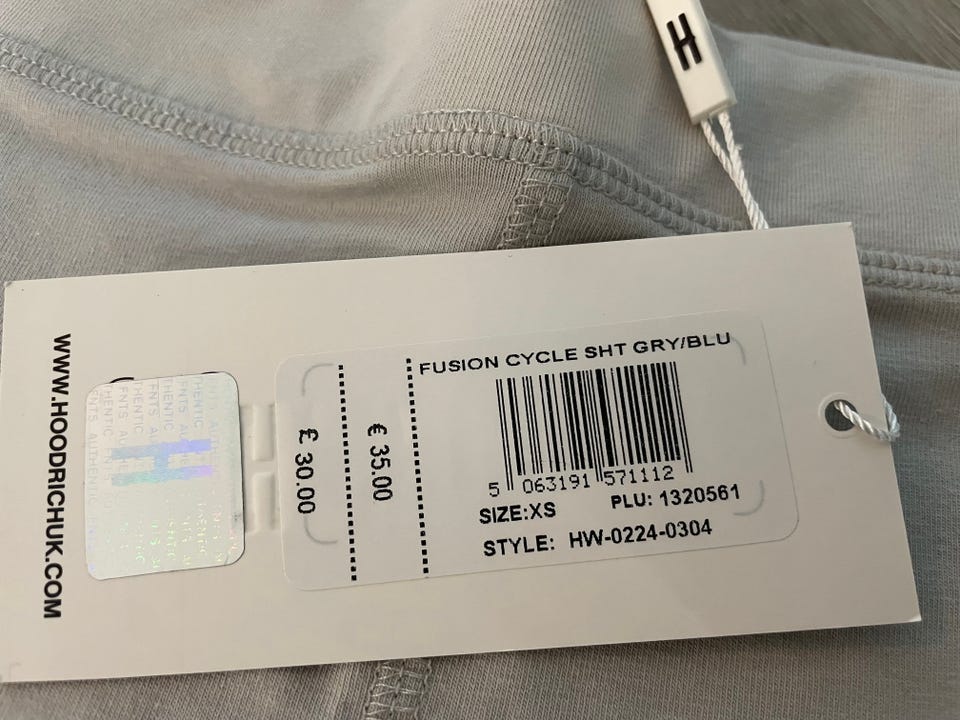 H
WWW.HOODRICHUK.COM
£ 30.00
€ 35.00
FUSION CYCLE SHT GRY/BLU
5 063191 571112
SIZE:XS
PLU: 1320561
STYLE: HW-0224-0304